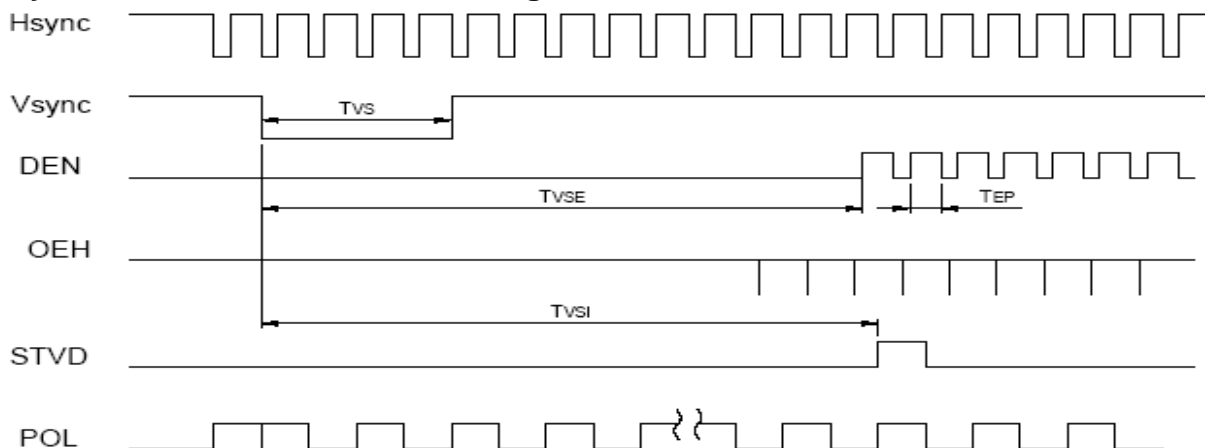 Hsync
Vsync
TVS
DEN
TVSE
TEP
OEH
TVSI
STVD
POL